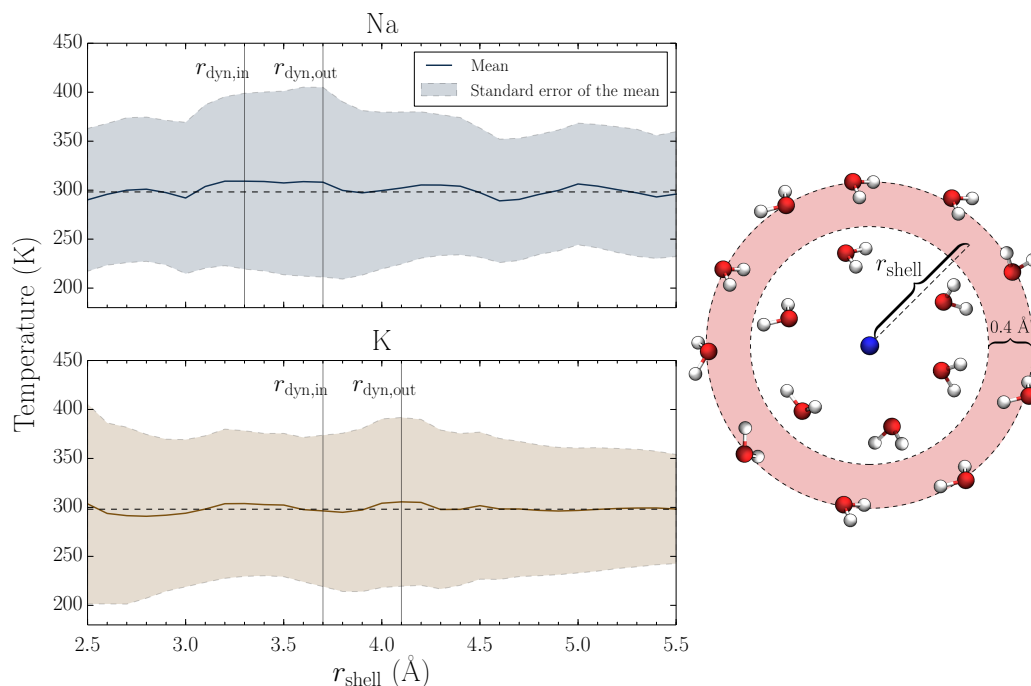 Na
450
400
350
300
250
200
r_dyn,in r_dyn,out
Mean
Standard error of the mean
Temperature (K)
K
450
400
350
300
250
200
r_dyn,in r_dyn,out
2.5 3.0 3.5 4.0 4.5 5.0 5.5
r_shell (Å)
r_shell
0.4 Å